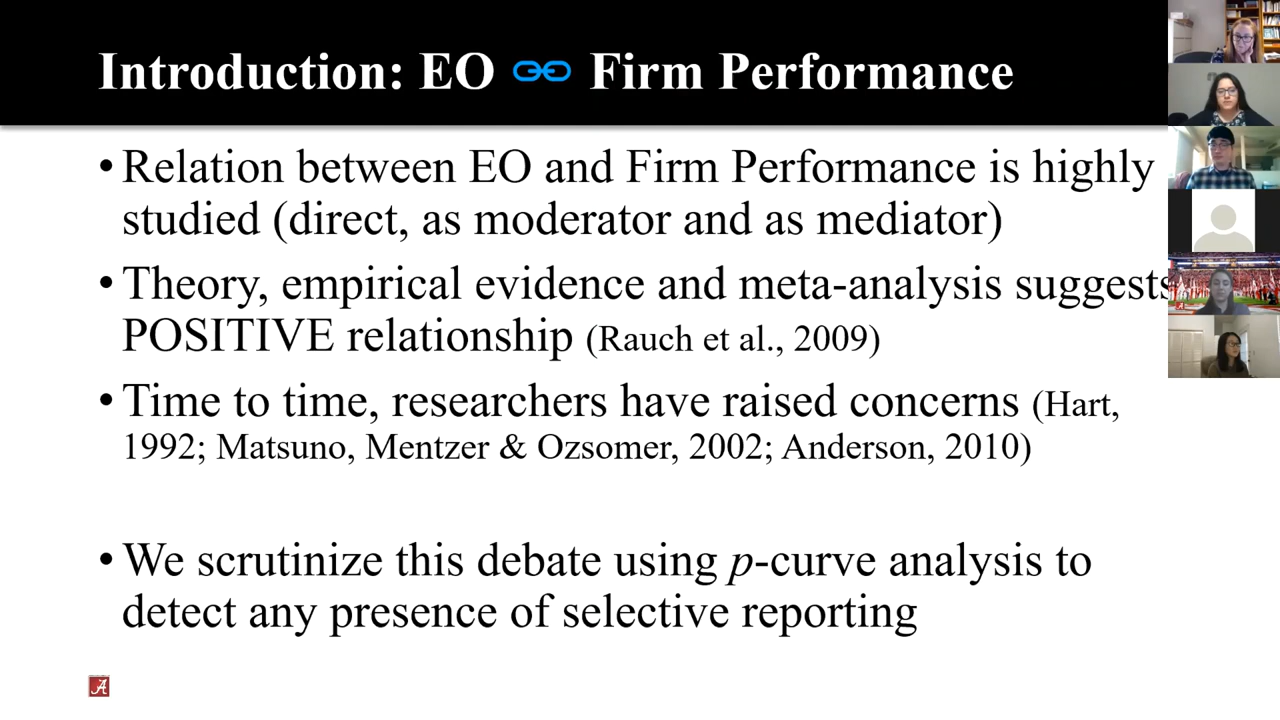 Introduction: EO Firm Performance
• Relation between EO and Firm Performance is highly
studied (direct, as moderator and as mediator)
• Theory, empirical evidence and meta-analysis suggests
POSITIVE relationship (Rauch et al., 2009)
• Time to time, researchers have raised concerns (Hart,
1992; Matsuno, Mentzer & Ozsomer, 2002; Anderson, 2010)
• We scrutinize this debate using p-curve analysis to
detect any presence of selective reporting
A